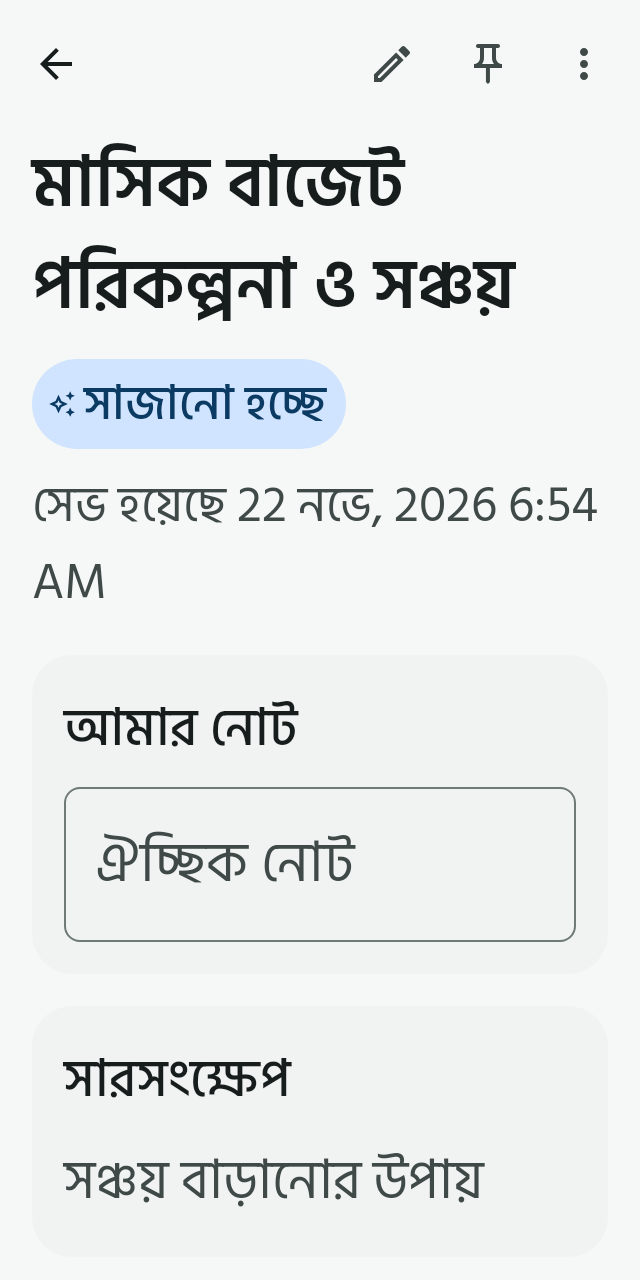 মাসিক বাজেট
পরিকল্পনা ও সঞ্চয়
সাজানো হচ্ছে
সেভ হয়েছে 22 নভে, 2026 6:54
AM
আমার নোট
ঐচ্ছিক নোট
সারসংক্ষেপ
সঞ্চয় বাড়ানোর উপায়